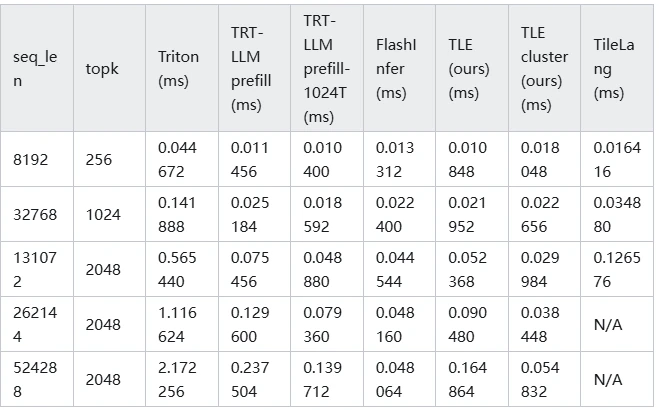 seq_le
n
topk
Triton
(ms)
TRT-
LLM
prefill
(ms)
TRT-
LLM
prefill-
1024T
(ms)
FlashI
nfer
(ms)
TLE
(ours)
(ms)
TLE
cluster
(ours)
(ms)
TileLa
ng
(ms)
8192
256
0.044
672
0.011
456
0.010
400
0.013
312
0.010
848
0.018
048
0.0164
16
32768
1024
0.141
888
0.025
184
0.018
592
0.022
400
0.021
952
0.022
656
0.0348
80
13107
2
2048
0.565
440
0.075
456
0.048
880
0.044
544
0.052
368
0.029
984
0.1265
76
26214
4
2048
1.116
624
0.129
600
0.079
360
0.048
160
0.090
480
0.038
448
N/A
52428
8
2048
2.172
256
0.237
504
0.139
712
0.048
064
0.164
864
0.054
832
N/A